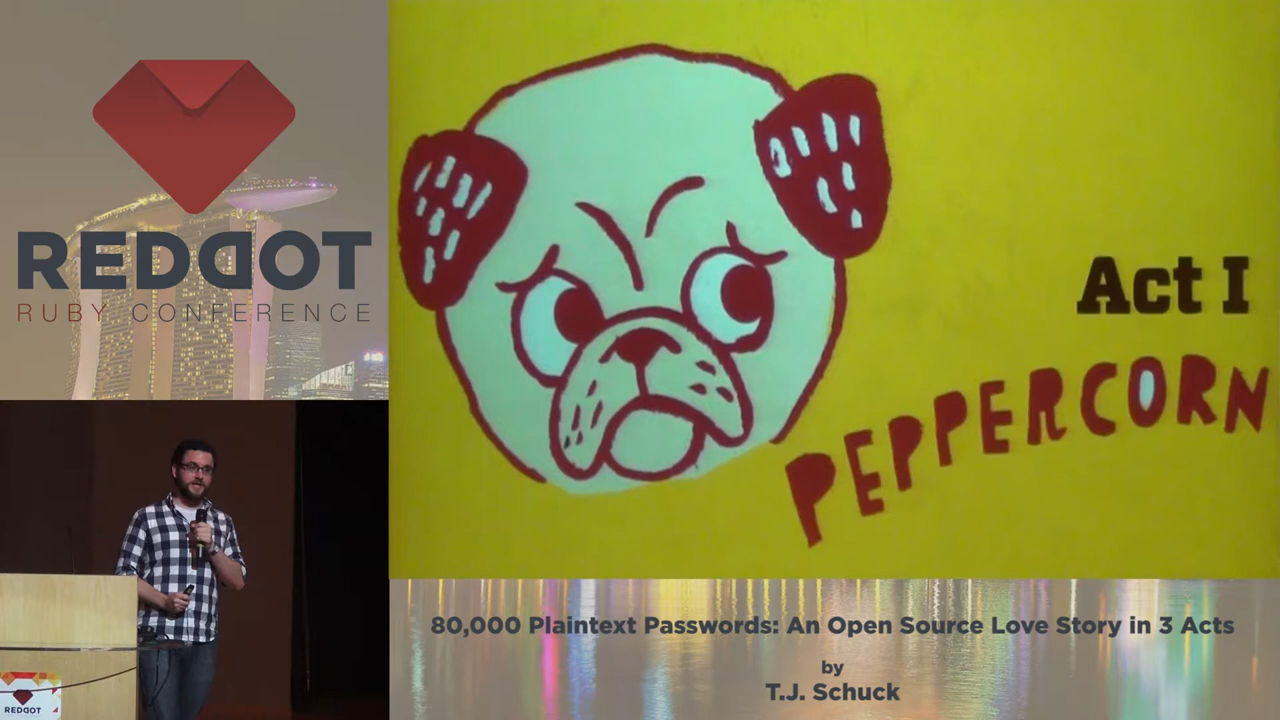 REDDOT
RUBY CONFERENCE
Act I
PEPPERCORN
80,000 Plaintext Passwords: An Open Source Love Story in 3 Acts
by
T.J. Schuck
REDDOT